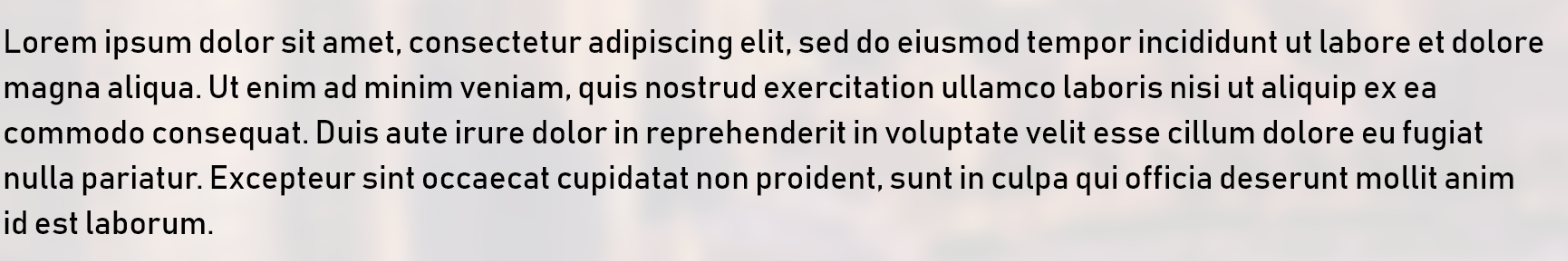 Lorem ipsum dolor sit amet, consectetur adipiscing elit, sed do eiusmod tempor incididunt ut labore et dolore
magna aliqua. Ut enim ad minim veniam, quis nostrud exercitation ullamco laboris nisi ut aliquip ex ea
commodo consequat. Duis aute irure dolor in reprehenderit in voluptate velit esse cillum dolore eu fugiat
nulla pariatur. Excepteur sint occaecat cupidatat non proident, sunt in culpa qui officia deserunt mollit anim
id est laborum.